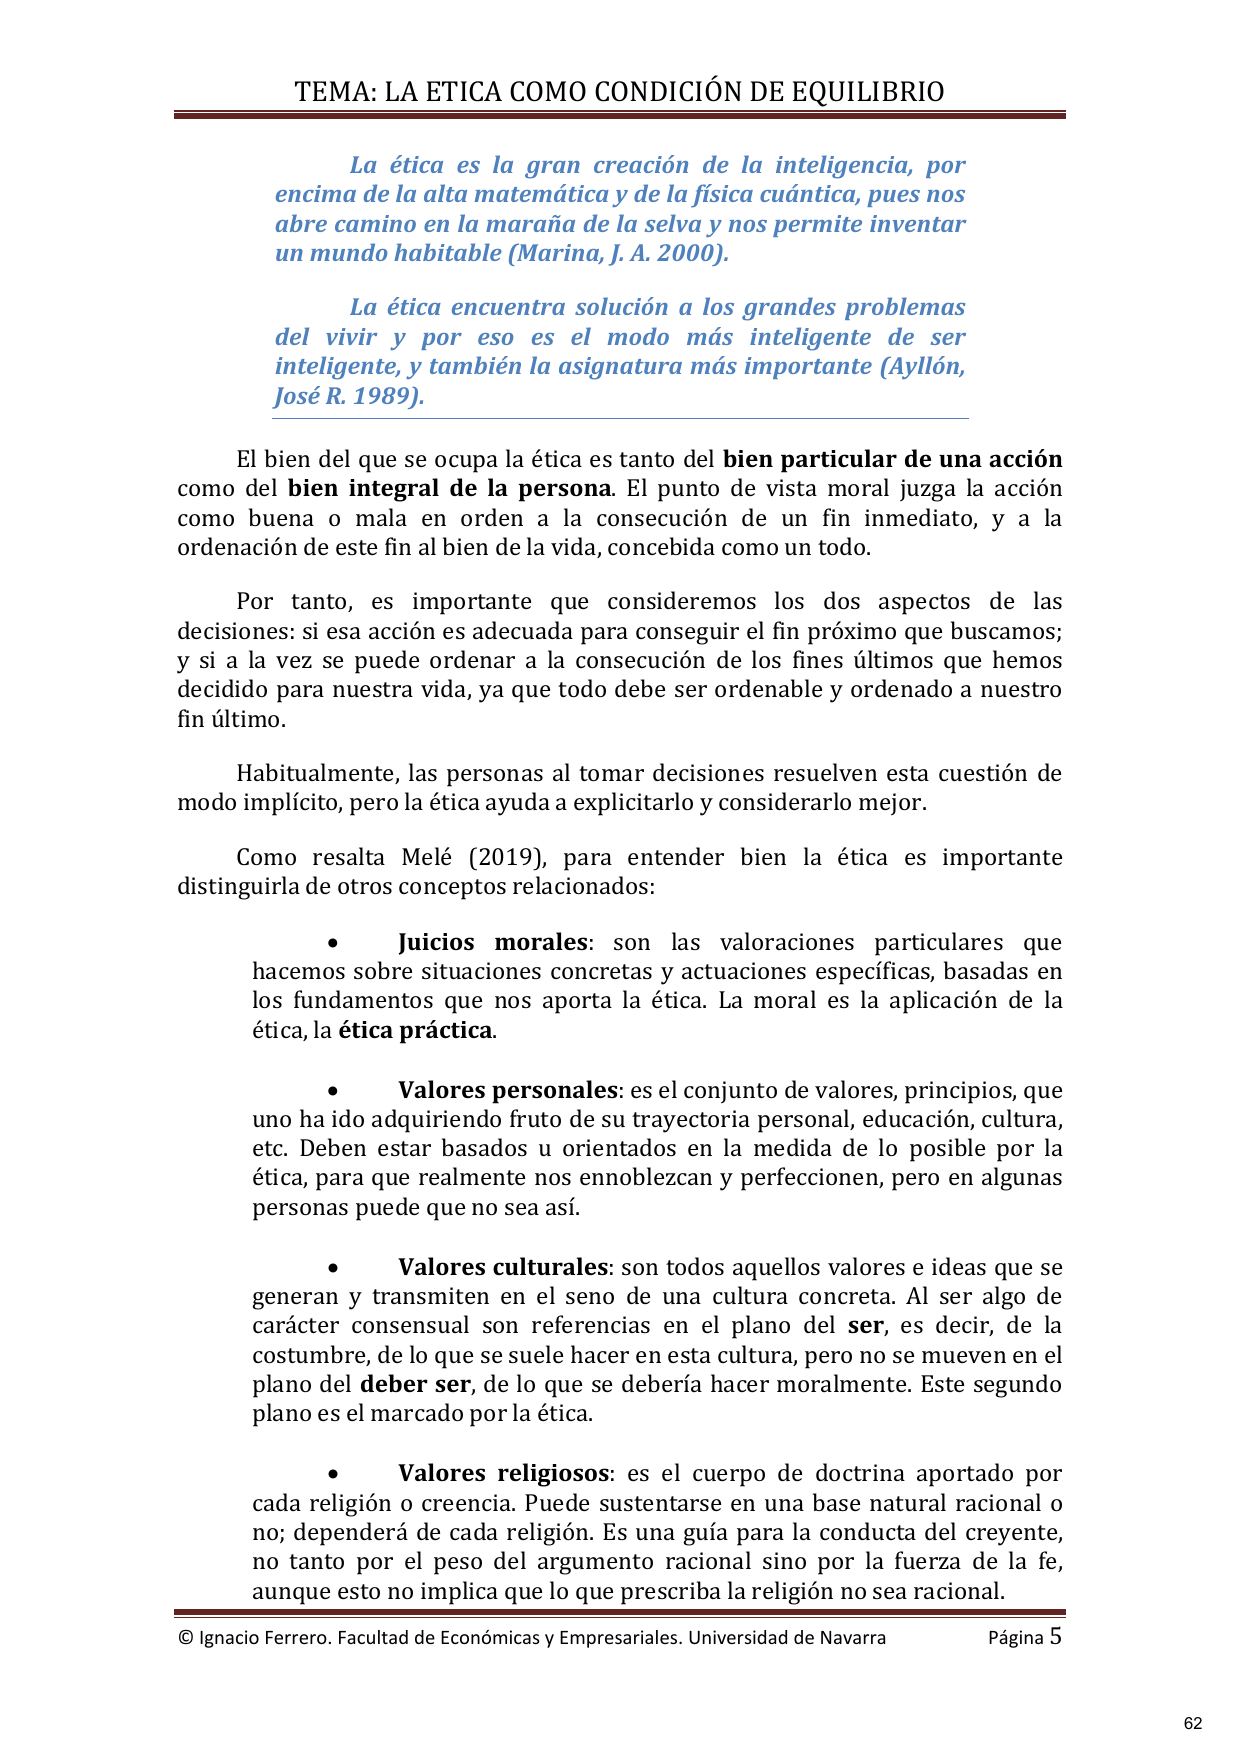 TEMA: LA ETICA COMO CONDICIÓN DE EQUILIBRIO
La ética es la gran creación de la inteligencia, por
encima de la alta matemática y de la física cuántica, pues nos
abre camino en la maraña de la selva y nos permite inventar
un mundo habitable (Marina, J. A. 2000).
La ética encuentra solución a los grandes problemas
del vivir y por eso es el modo más inteligente de ser
inteligente, y también la asignatura más importante (Ayllón,
José R. 1989).
El bien del que se ocupa la ética es tanto del bien particular de una acción
como del bien integral de la persona. El punto de vista moral juzga la acción
como buena o mala en orden a la consecución de un fin inmediato, y a la
ordenación de este fin al bien de la vida, concebida como un todo.
Por tanto, es importante que consideremos los dos aspectos de las
decisiones: si esa acción es adecuada para conseguir el fin próximo que buscamos;
y si a la vez se puede ordenar a la consecución de los fines últimos que hemos
decidido para nuestra vida, ya que todo debe ser ordenable y ordenado a nuestro
fin último.
Habitualmente, las personas al tomar decisiones resuelven esta cuestión de
modo implícito, pero la ética ayuda a explicitarlo y considerarlo mejor.
Como resalta Melé (2019), para entender bien la ética es importante
distinguirla de otros conceptos relacionados:
• Juicios morales: son las valoraciones particulares que
hacemos sobre situaciones concretas y actuaciones específicas, basadas en
los fundamentos que nos aporta la ética. La moral es la aplicación de la
ética, la ética práctica.
• Valores personales: es el conjunto de valores, principios, que
uno ha ido adquiriendo fruto de su trayectoria personal, educación, cultura,
etc. Deben estar basados u orientados en la medida de lo posible por la
ética, para que realmente nos ennoblezcan y perfeccionen, pero en algunas
personas puede que no sea así.
• Valores culturales: son todos aquellos valores e ideas que se
generan y transmiten en el seno de una cultura concreta. Al ser algo de
carácter consensual son referencias en el plano del ser, es decir, de la
costumbre, de lo que se suele hacer en esta cultura, pero no se mueven en el
plano del deber ser, de lo que se debería hacer moralmente. Este segundo
plano es el marcado por la ética.
• Valores religiosos: es el cuerpo de doctrina aportado por
cada religión o creencia. Puede sustentarse en una base natural racional o
no; dependerá de cada religión. Es una guía para la conducta del creyente,
no tanto por el peso del argumento racional sino por la fuerza de la fe,
aunque esto no implica que lo que prescriba la religión no sea racional.
© Ignacio Ferrero. Facultad de Económicas y Empresariales. Universidad de Navarra Página 5
62